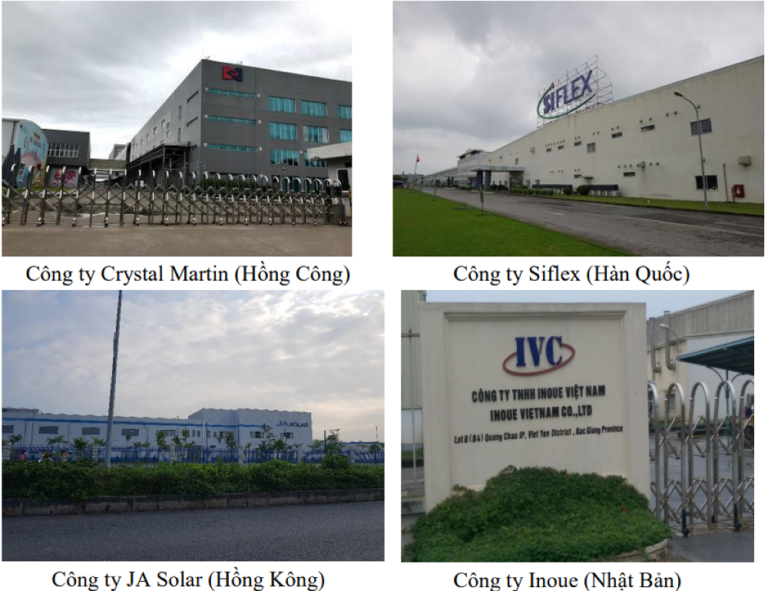 SIFLEX
Công ty Crystal Martin (Hồng Công)
Công ty Siflex (Hàn Quốc)
JA SOLAR
IVC
CÔNG TY TNHH INOUE VIỆT NAM
INOUE VIETNAM CO.,LTD
Lot B (B4) Quang Chau IP, Viet Yen District , Bac Giang Province
Công ty JA Solar (Hồng Kông)
Công ty Inoue (Nhật Bản)